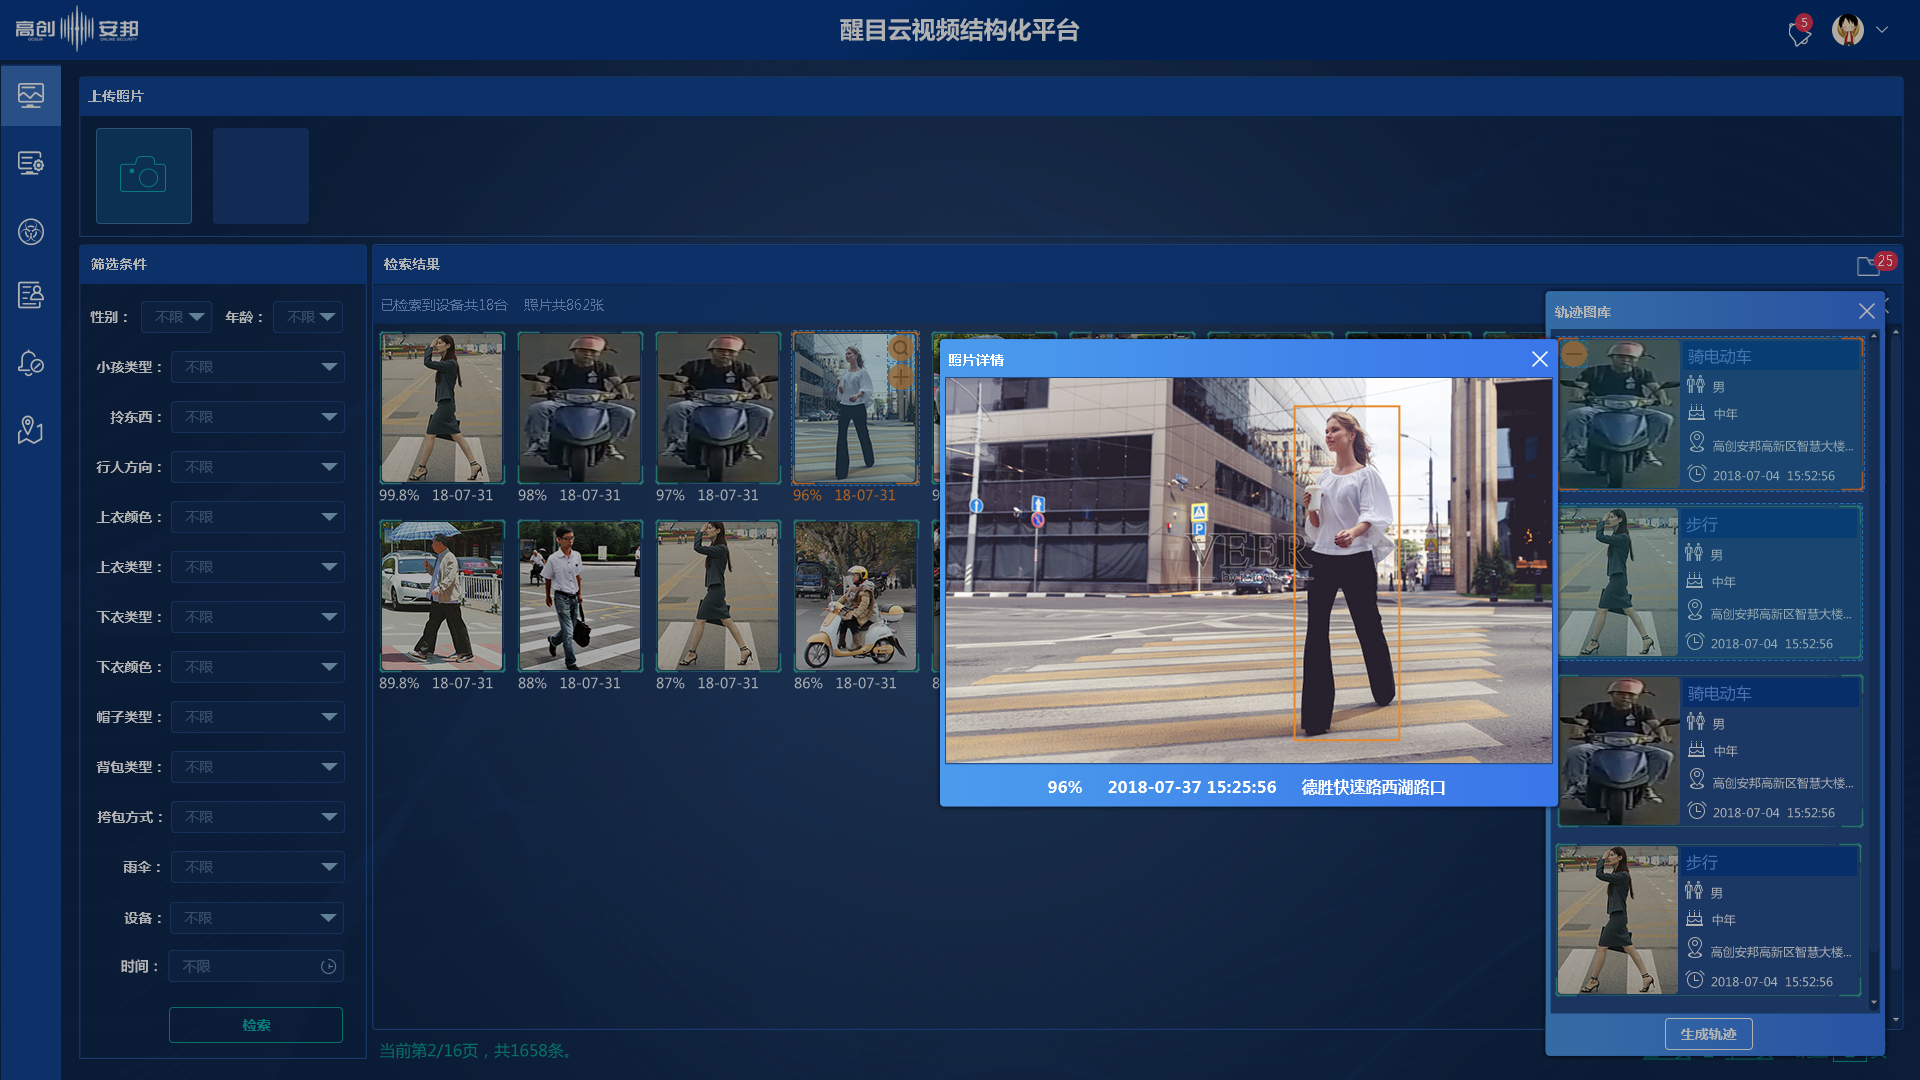 高创 安邦
醒目云视频结构化平台
5
上传照片
筛选条件
性别： 不限 年龄： 不限
小孩类型： 不限
拎东西： 不限
行人方向： 不限
上衣颜色： 不限
上衣类型： 不限
下衣类型： 不限
下衣颜色： 不限
帽子类型： 不限
背包类型： 不限
挎包方式： 不限
雨伞： 不限
设备： 不限
时间： 不限
检索
检索结果
25
已检索到设备共18台 照片共862张
99.8% 18-07-31
98% 18-07-31
97% 18-07-31
96% 18-07-31
89.8% 18-07-31
88% 18-07-31
87% 18-07-31
86% 18-07-31
当前第2/16页，共1658条。
照片详情
P
VEER
by iStock
96% 2018-07-37 15:25:56 德胜快速路西湖路口
轨迹图库
骑电动车
男
中年
高创安邦高新区智慧大楼...
2018-07-04 15:52:56
步行
男
中年
高创安邦高新区智慧大楼...
2018-07-04 15:52:56
骑电动车
男
中年
高创安邦高新区智慧大楼...
2018-07-04 15:52:56
步行
男
中年
高创安邦高新区智慧大楼...
2018-07-04 15:52:56
生成轨迹